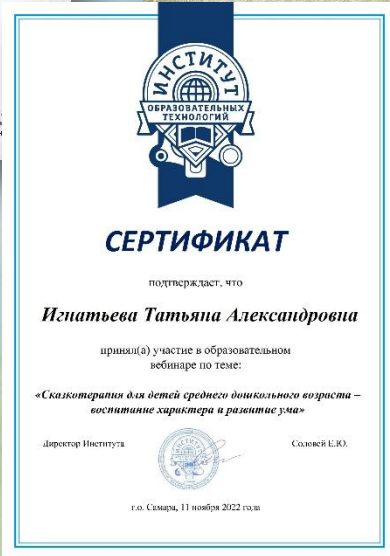 ИНСТИТУТ
ОБРАЗОВАТЕЛЬНЫХ
ТЕХНОЛОГИЙ
СЕРТИФИКАТ
подтверждает, что
Игнатьева Татьяна Александровна
принял(а) участие в образовательном
вебинаре по теме:
«Сказкотерапия для детей среднего дошкольного возраста –
воспитание характера и развитие ума»
Директор Института Соловей Е.Ю.
г.о. Самара, 11 ноября 2022 года